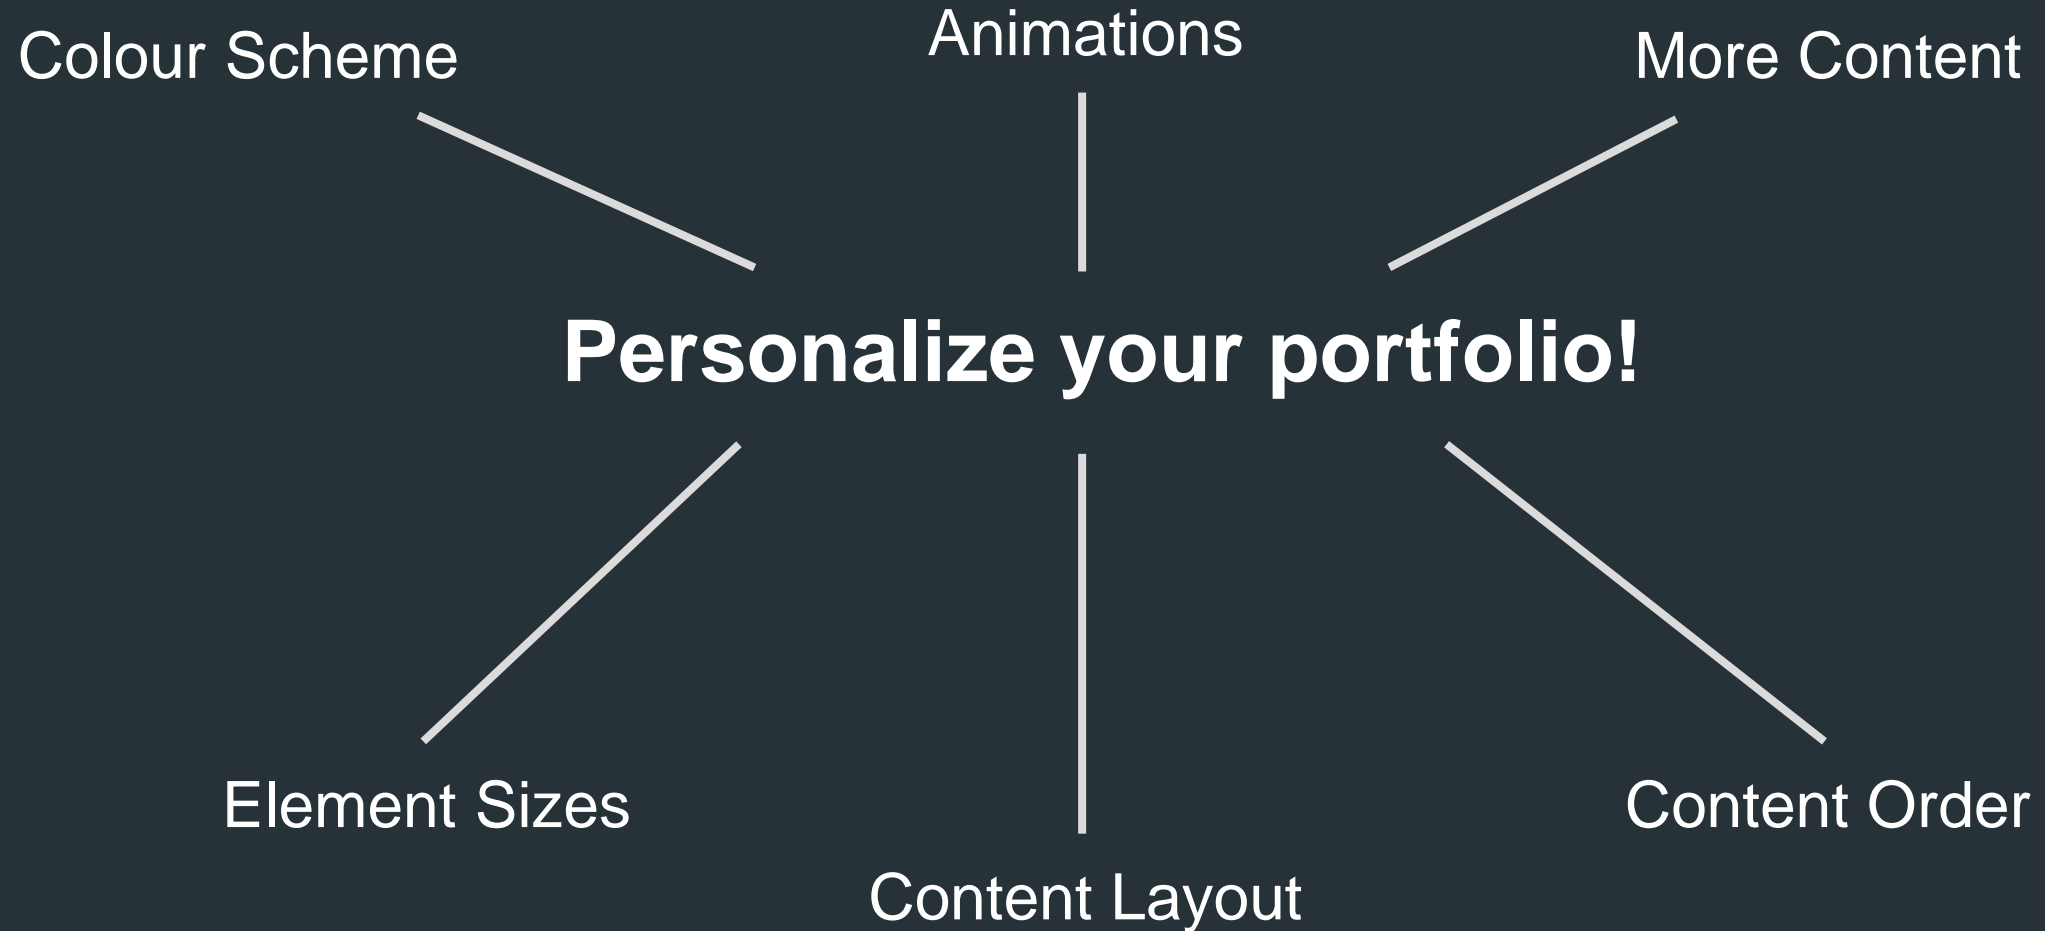 Colour Scheme
Animations
More Content
Personalize your portfolio!
Element Sizes
Content Layout
Content Order